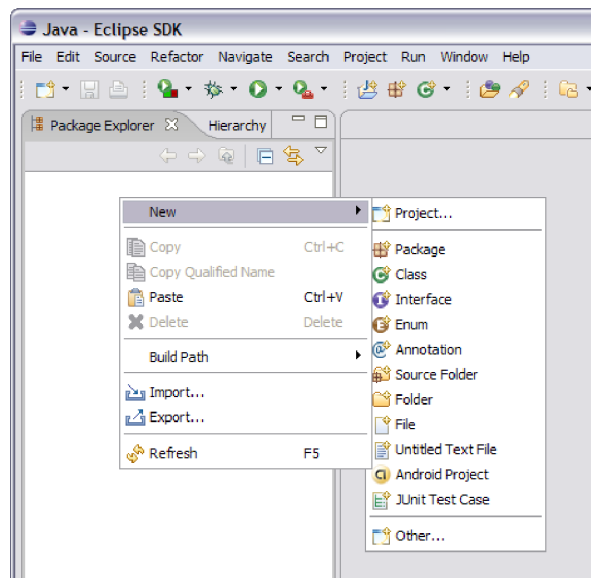 Java - Eclipse SDK
File Edit Source Refactor Navigate Search Project Run Window Help
Package Explorer Hierarchy
New
Copy Ctrl+C
Copy Qualified Name
Paste Ctrl+V
Delete Delete
Build Path
Import...
Export...
Refresh F5
Project...
Package
Class
Interface
Enum
Annotation
Source Folder
Folder
File
Untitled Text File
Android Project
JUnit Test Case
Other...